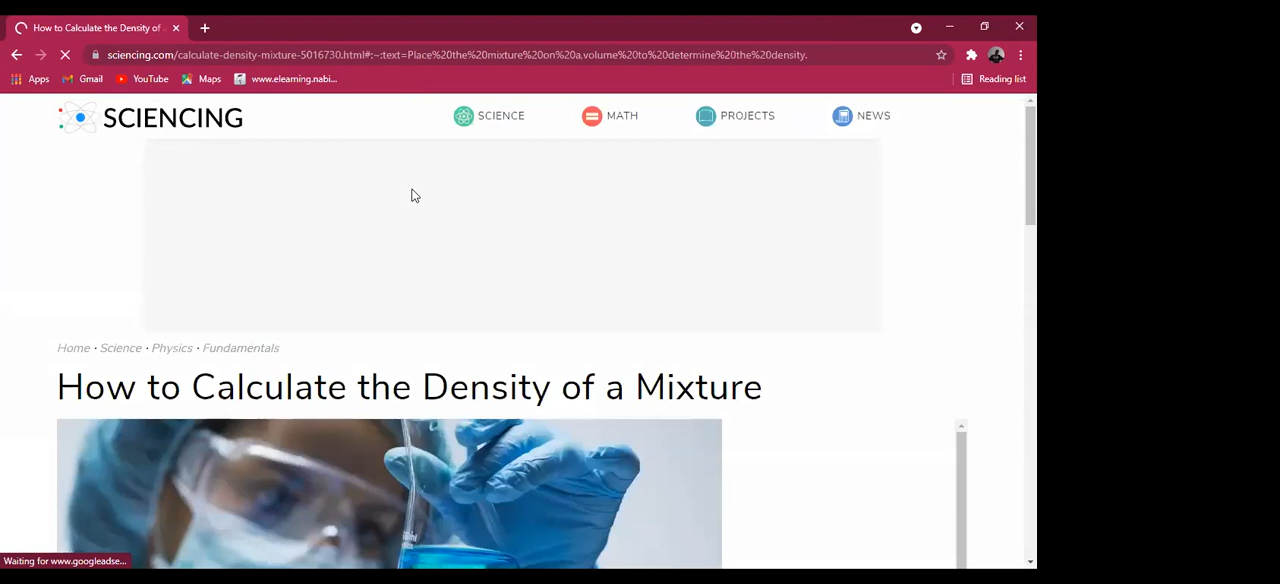 How to Calculate the Density of
sciencing.com/calculate-density-mixture-5016730.html#:~:text=Place%20the%20mixture%20on%20a,volume%20to%20determine%20the%20density.
Apps Gmail YouTube Maps www.elearning.nabi... Reading list
SCIENCING SCIENCE MATH PROJECTS NEWS
Home · Science · Physics · Fundamentals
How to Calculate the Density of a Mixture
Waiting for www.googleadse...